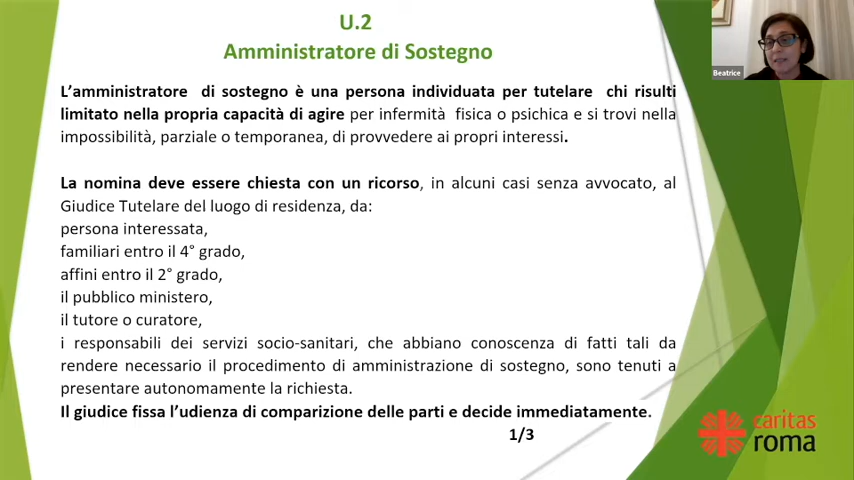 U.2
Amministratore di Sostegno
L’amministratore di sostegno è una persona individuata per tutelare chi risulti
limitato nella propria capacità di agire per infermità fisica o psichica e si trovi nella
impossibilità, parziale o temporanea, di provvedere ai propri interessi.
La nomina deve essere chiesta con un ricorso, in alcuni casi senza avvocato, al
Giudice Tutelare del luogo di residenza, da:
persona interessata,
familiari entro il 4° grado,
affini entro il 2° grado,
il pubblico ministero,
il tutore o curatore,
i responsabili dei servizi socio-sanitari, che abbiano conoscenza di fatti tali da
rendere necessario il procedimento di amministrazione di sostegno, sono tenuti a
presentare autonomamente la richiesta.
Il giudice fissa l’udienza di comparizione delle parti e decide immediatamente.
1/3
Beatrice
caritas
roma